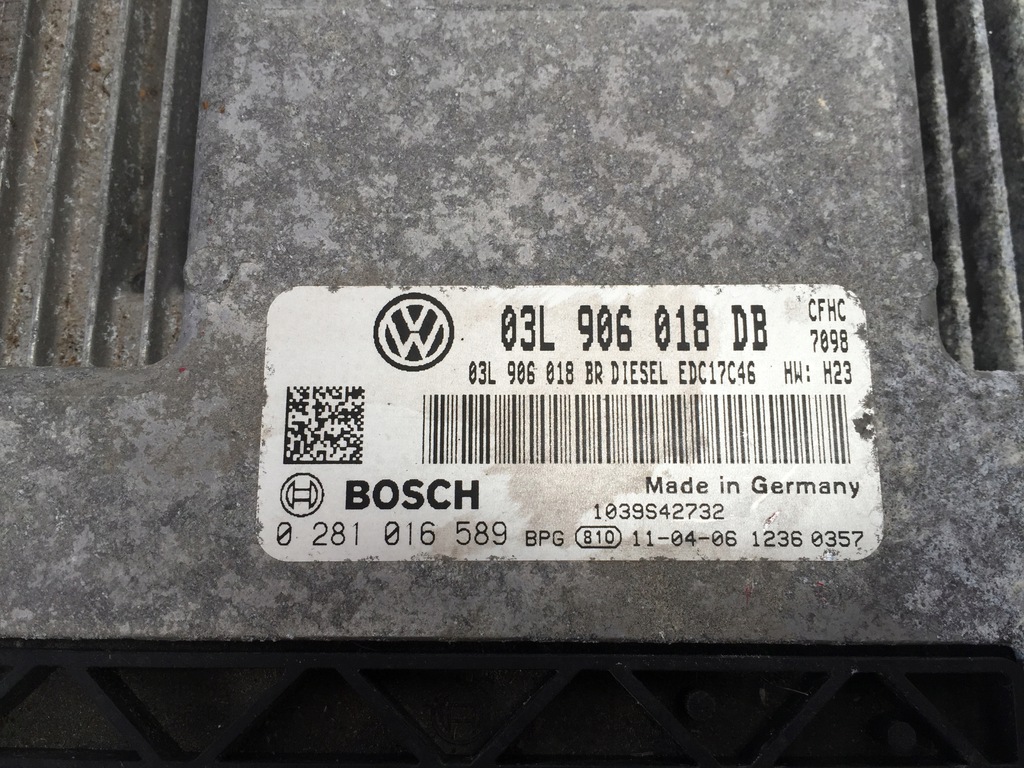 03L 906 018 DB CFHC
7098
03L 906 018 BR DIESEL EDC17C46 HW: H23
BOSCH Made in Germany
1039S42732
0 281 016 589 BPG 810 11-04-06 1236 0357